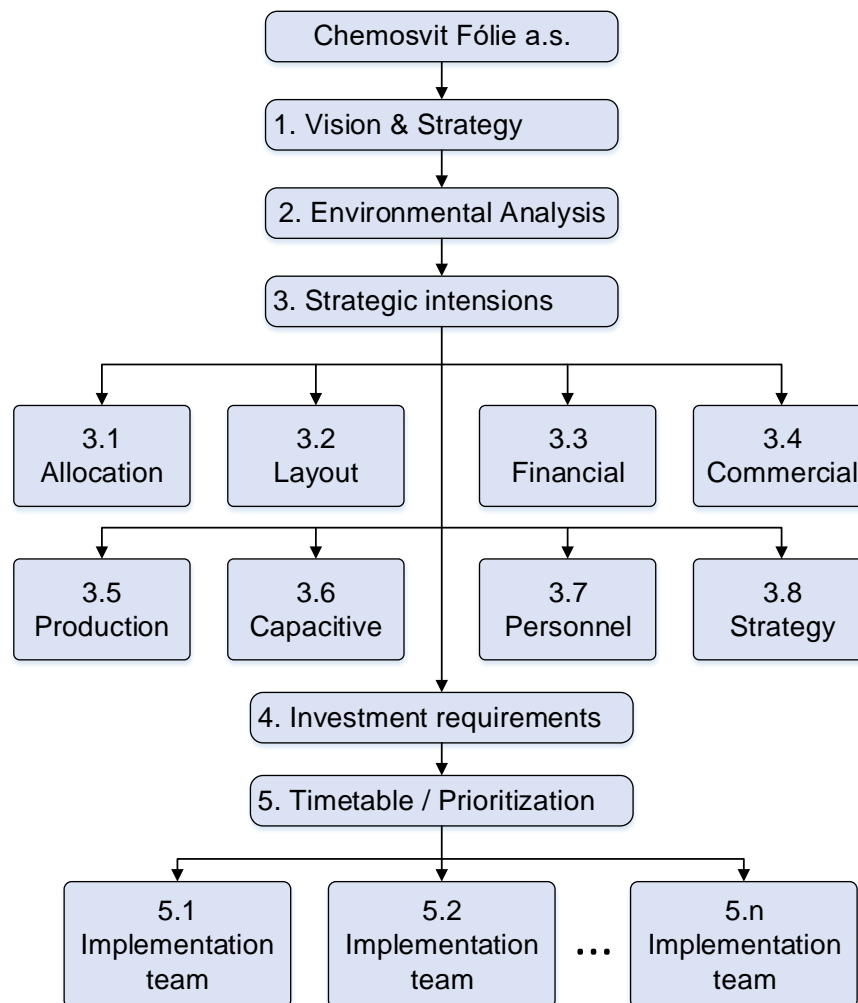 Chemosvit Fólie a.s.
1. Vision & Strategy
2. Environmental Analysis
3. Strategic intensions
3.1
Allocation
3.2
Layout
3.3
Financial
3.4
Commercial
3.5
Production
3.6
Capacitive
3.7
Personnel
3.8
Strategy
4. Investment requirements
5. Timetable / Prioritization
5.1
Implementation
team
5.2
Implementation
team
...
5.n
Implementation
team